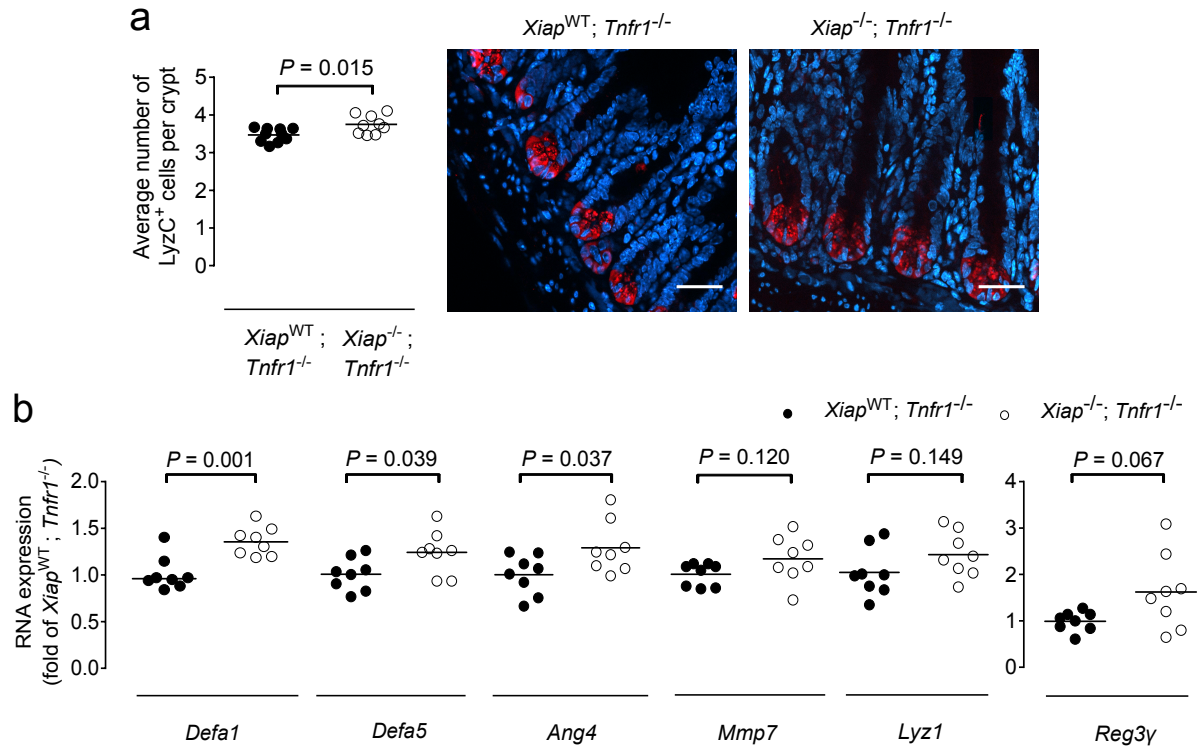 a
Xiap^WT; Tnfr1^-/-
Xiap^-/-; Tnfr1^-/-
P = 0.015
Average number of
LyzC^+ cells per crypt
5
4
3
2
1
0
Xiap^WT;
Tnfr1^-/-
Xiap^-/-;
Tnfr1^-/-
b
Xiap^WT; Tnfr1^-/-
Xiap^-/-; Tnfr1^-/-
RNA expression
(fold of Xiap^WT; Tnfr1^-/-)
P = 0.001
P = 0.039
P = 0.037
P = 0.120
P = 0.149
P = 0.067
2.0
1.5
1.0
0.5
0.0
4
3
2
1
0
Defa1
Defa5
Ang4
Mmp7
Lyz1
Reg3γ